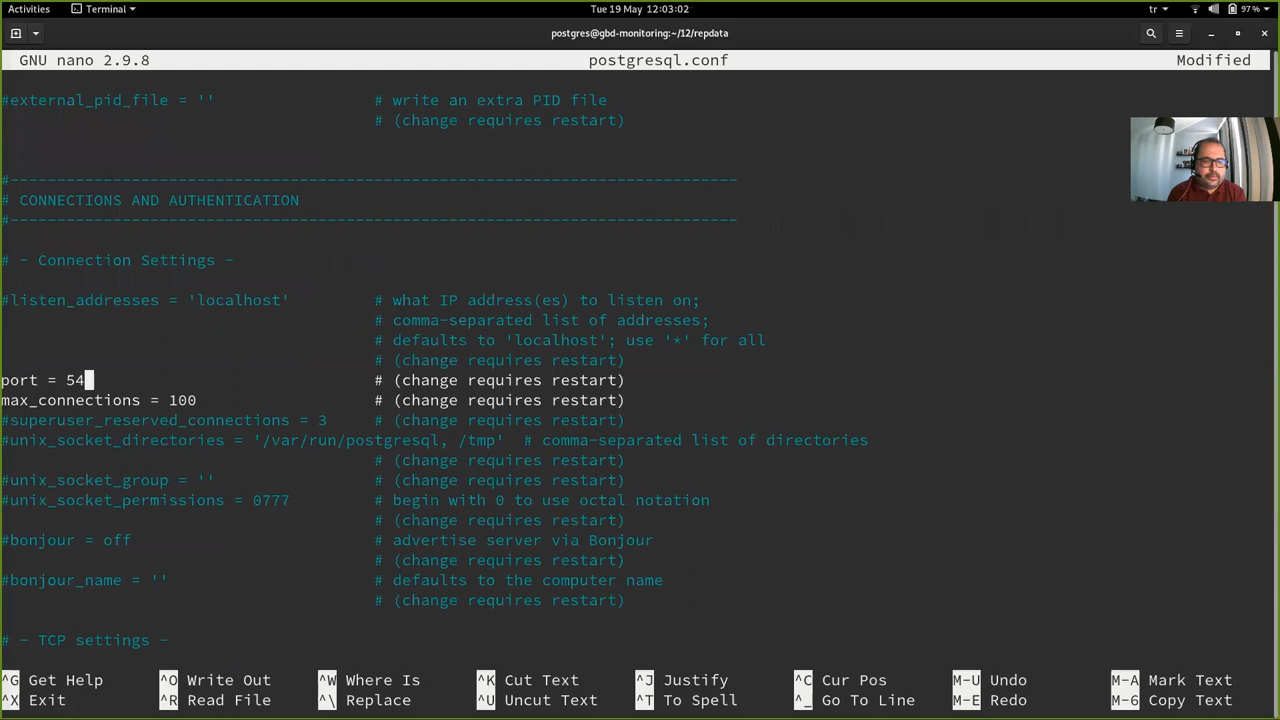 Activities Terminal Tue 19 May 12:03:02 tr 97%
postgres@gbd-monitoring:~/12/repdata
GNU nano 2.9.8 postgresql.conf Modified
#external_pid_file = '' # write an extra PID file
# (change requires restart)
#------------------------------------------------------------------------------
# CONNECTIONS AND AUTHENTICATION
#------------------------------------------------------------------------------
# - Connection Settings -
#listen_addresses = 'localhost' # what IP address(es) to listen on;
# comma-separated list of addresses;
# defaults to 'localhost'; use '*' for all
# (change requires restart)
port = 54 # (change requires restart)
max_connections = 100 # (change requires restart)
#superuser_reserved_connections = 3 # (change requires restart)
#unix_socket_directories = '/var/run/postgresql, /tmp' # comma-separated list of directories
# (change requires restart)
#unix_socket_group = '' # (change requires restart)
#unix_socket_permissions = 0777 # begin with 0 to use octal notation
# (change requires restart)
#bonjour = off # advertise server via Bonjour
# (change requires restart)
#bonjour_name = '' # defaults to the computer name
# (change requires restart)
# - TCP settings -
^G Get Help ^O Write Out ^W Where Is ^K Cut Text ^J Justify ^C Cur Pos M-U Undo M-A Mark Text
^X Exit ^R Read File ^\ Replace ^U Uncut Text ^T To Spell ^_ Go To Line M-E Redo M-6 Copy Text